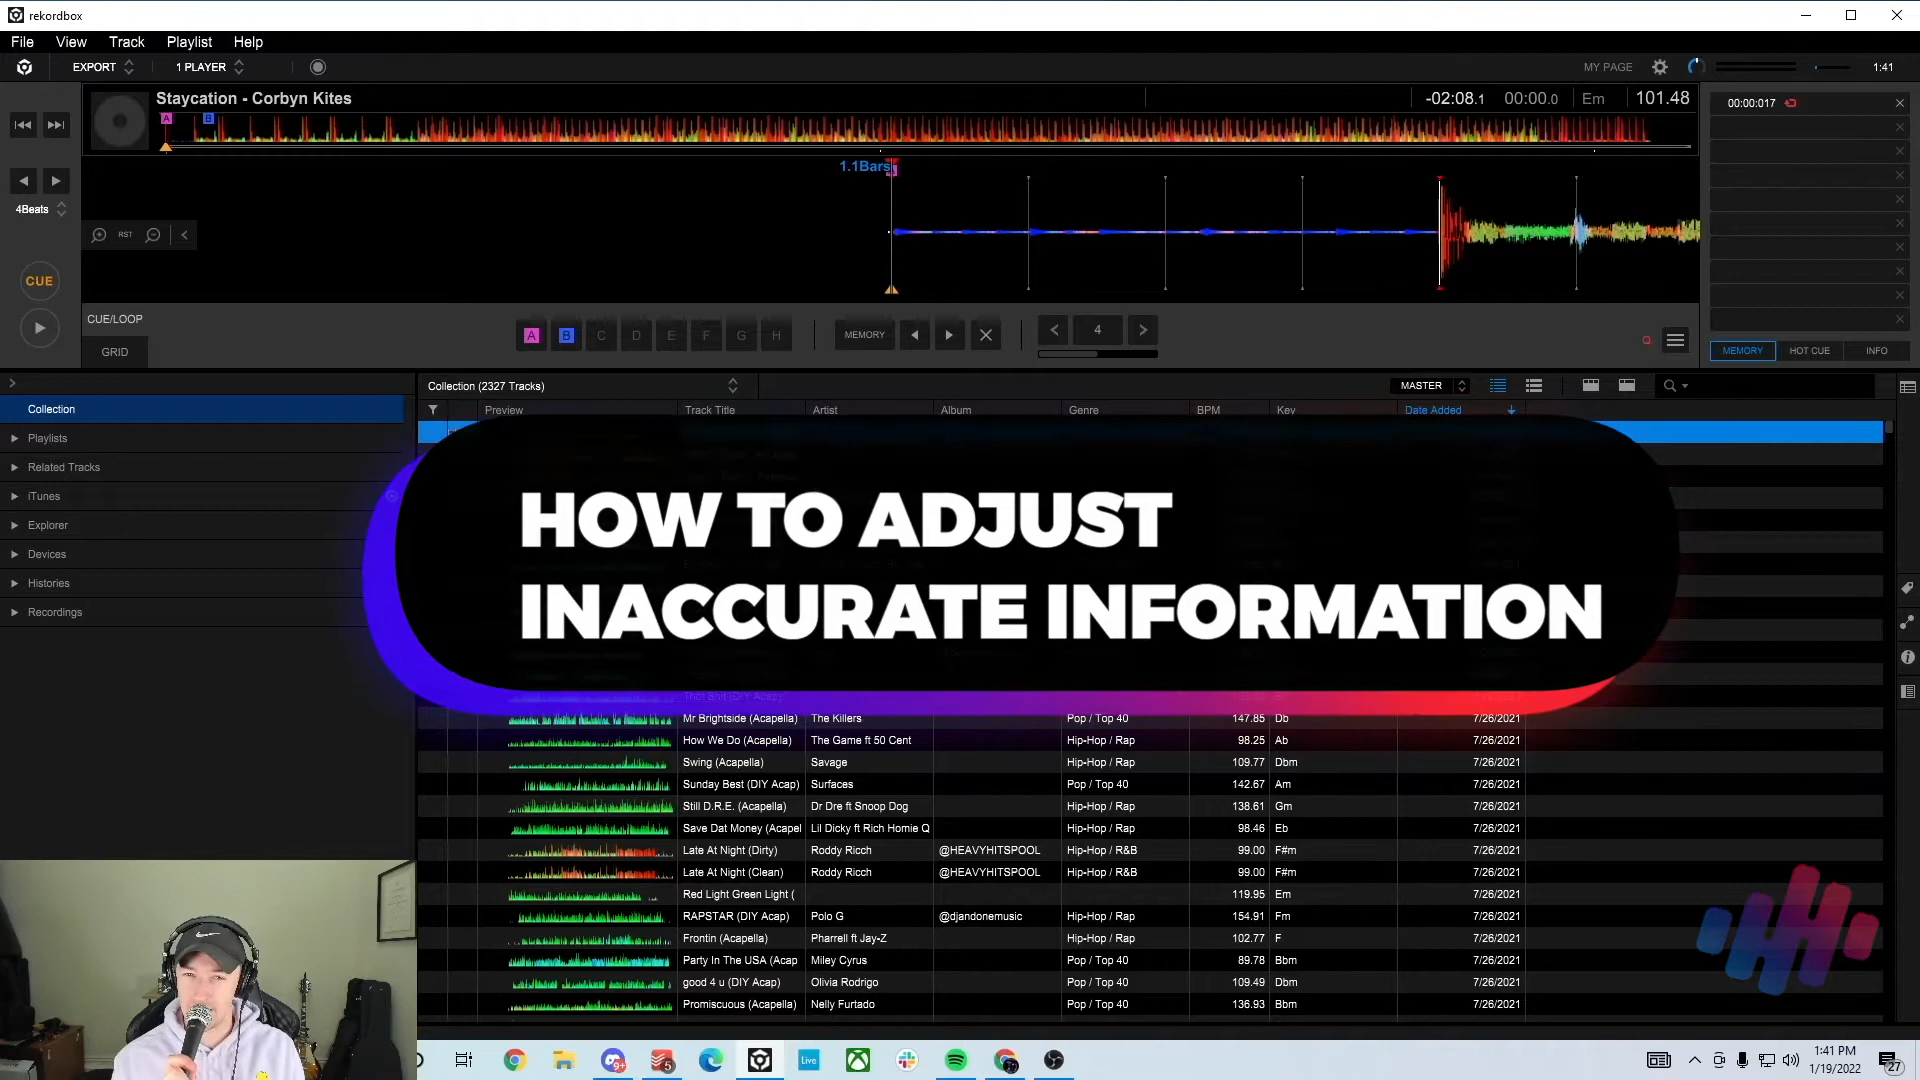 rekordbox
File View Track Playlist Help
EXPORT 1 PLAYER MY PAGE 1:41
Staycation - Corbyn Kites -02:08.1 00:00.0 Em 101.48
A B
00:00:017
1.1Bars
4Beats
RST
CUE
CUE/LOOP
GRID
A B C D E F G H MEMORY 4
MEMORY HOT CUE INFO
Collection (2327 Tracks) MASTER
Collection
Playlists
Related Tracks
iTunes
Explorer
Devices
Histories
Recordings
Preview Track Title Artist Album Genre BPM Key Date Added
HOW TO ADJUST
INACCURATE INFORMATION
Mr Brightside (Acapella) The Killers Pop / Top 40 147.85 Db 7/26/2021
How We Do (Acapella) The Game ft 50 Cent Hip-Hop / Rap 98.25 Ab 7/26/2021
Swing (Acapella) Savage Hip-Hop / Rap 109.77 Dbm 7/26/2021
Sunday Best (DIY Acap) Surfaces Pop / Top 40 142.67 Am 7/26/2021
Still D.R.E. (Acapella) Dr Dre ft Snoop Dog Hip-Hop / Rap 138.61 Gm 7/26/2021
Save Dat Money (Acapel Lil Dicky ft Rich Homie Q Hip-Hop / Rap 98.46 Eb 7/26/2021
Late At Night (Dirty) Roddy Ricch @HEAVYHITSPOOL Hip-Hop / R&B 99.00 F#m 7/26/2021
Late At Night (Clean) Roddy Ricch @HEAVYHITSPOOL Hip-Hop / R&B 99.00 F#m 7/26/2021
Red Light Green Light ( 119.95 Em 7/26/2021
RAPSTAR (DIY Acap) Polo G @djandonemusic Hip-Hop / Rap 154.91 Fm 7/26/2021
Frontin (Acapella) Pharrell ft Jay-Z Hip-Hop / Rap 102.77 F 7/26/2021
Party In The USA (Acap Miley Cyrus Pop / Top 40 89.78 Bbm 7/26/2021
good 4 u (DIY Acap) Olivia Rodrigo Pop / Top 40 109.49 Dbm 7/26/2021
Promiscuous (Acapella) Nelly Furtado Pop / Top 40 136.93 Bbm 7/26/2021
9+ 5 Live
1:41 PM
1/19/2022
27